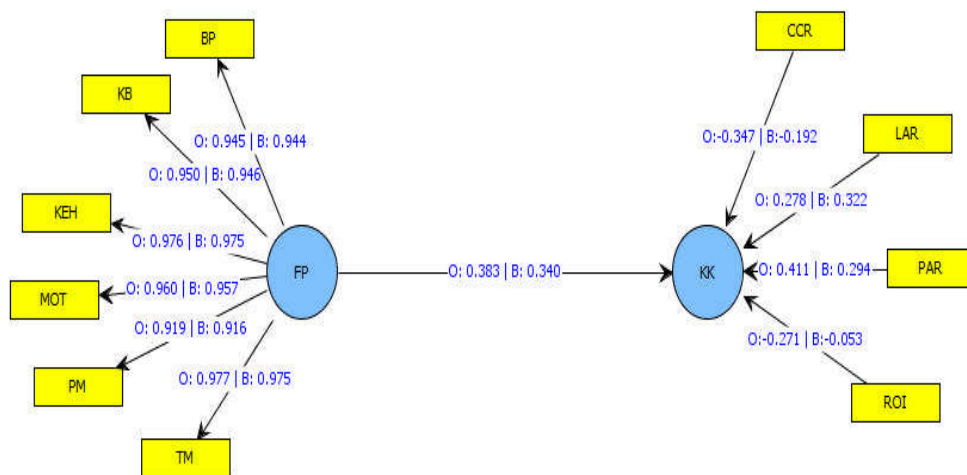 BP
CCR
KB
LAR
O: 0.945 | B: 0.944
O:-0.347 | B:-0.192
O: 0.950 | B: 0.946
O: 0.278 | B: 0.322
KEH
O: 0.976 | B: 0.975
FP
O: 0.383 | B: 0.340
KK
O: 0.411 | B: 0.294
PAR
MOT
O: 0.960 | B: 0.957
O: 0.919 | B: 0.916
O:-0.271 | B:-0.053
PM
O: 0.977 | B: 0.975
ROI
TM